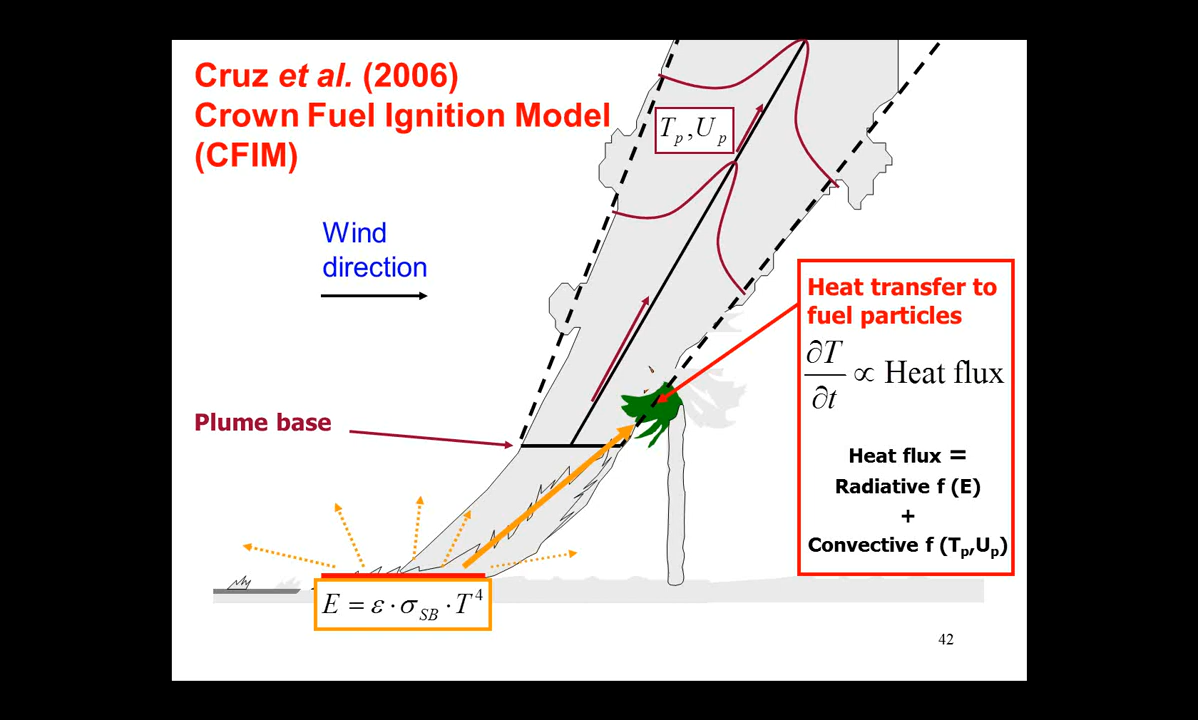 Cruz et al. (2006)
Crown Fuel Ignition Model
(CFIM)
T_p, U_p
Wind
direction
Heat transfer to
fuel particles
∂T/∂t ∝ Heat flux
Plume base
Heat flux =
Radiative f (E)
+
Convective f (T_p,U_p)
E = ε · σ_SB · T⁴
42